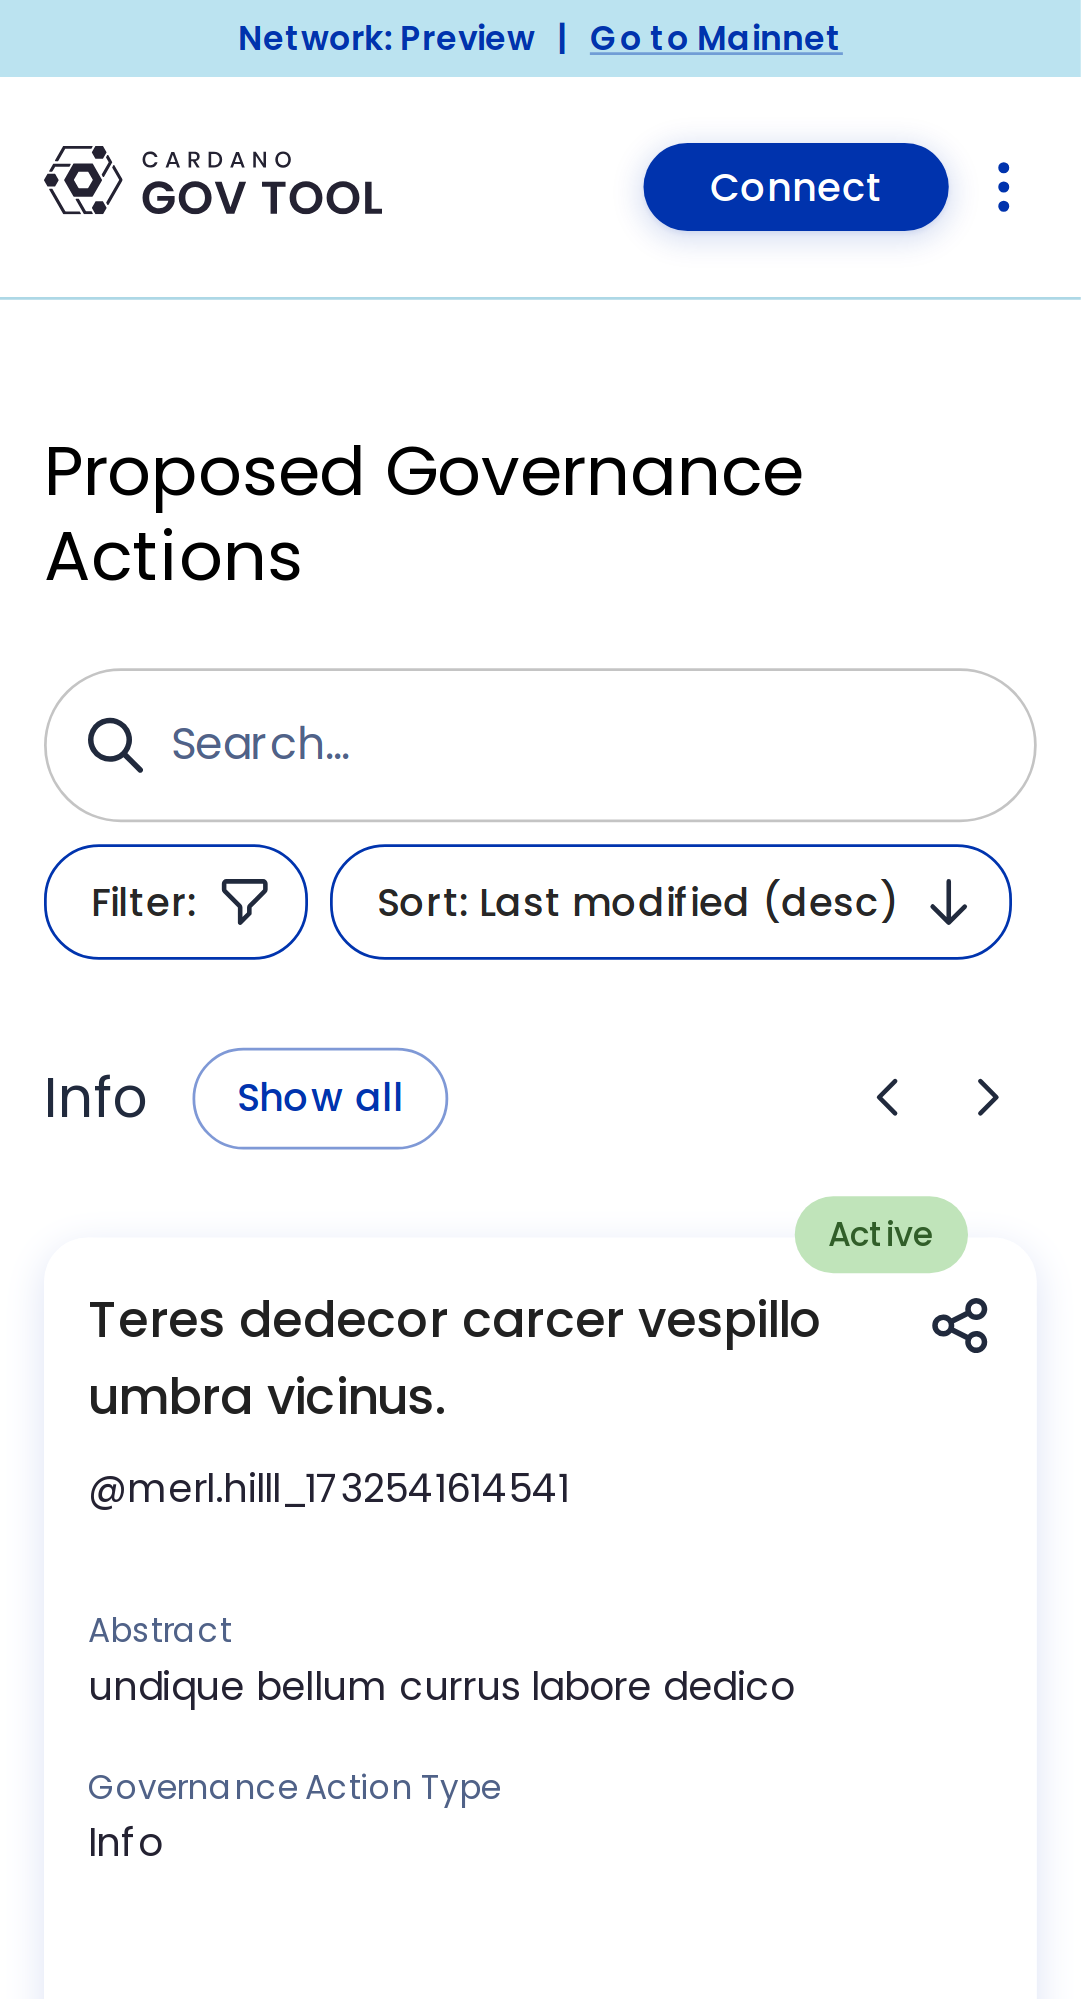 Network: Preview | Go to Mainnet
CARDANO
GOV TOOL
Connect
Proposed Governance
Actions
Search...
Filter:
Sort: Last modified (desc)
Info
Show all
Active
Teres dedecor carcer vespillo
umbra vicinus.
@merl.hilll_1732541614541
Abstract
undique bellum currus labore dedico
Governance Action Type
Info